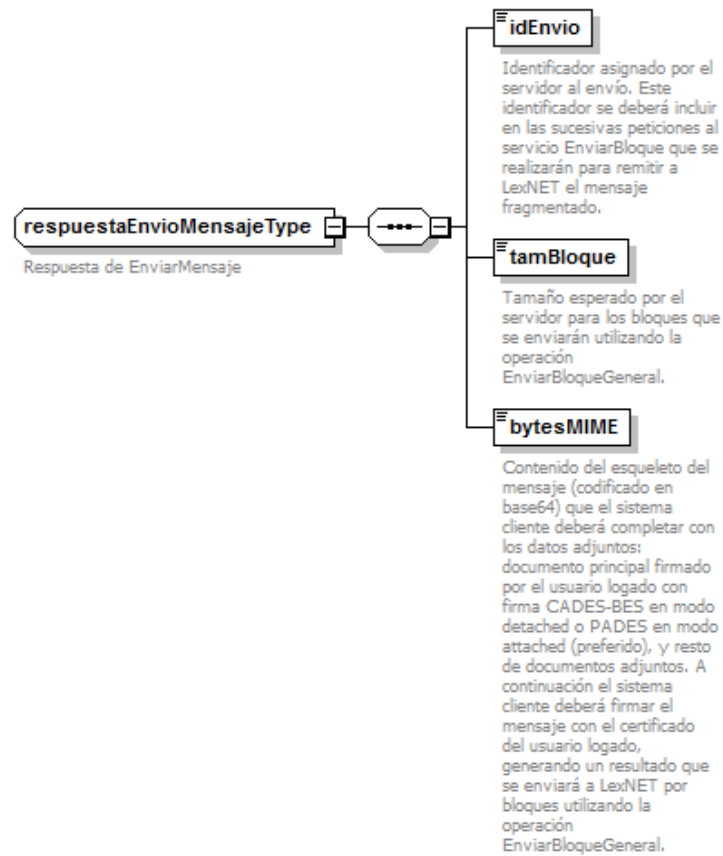 idEnvio
Identificador asignado por el
servidor al envío. Este
identificador se deberá incluir
en las sucesivas peticiones al
servicio EnviarBloque que se
realizarán para remitir a
LexNET el mensaje
fragmentado.
respuestaEnvioMensajeType
Respuesta de EnviarMensaje
tamBloque
Tamaño esperado por el
servidor para los bloques que
se enviarán utilizando la
operación
EnviarBloqueGeneral.
bytesMIME
Contenido del esqueleto del
mensaje (codificado en
base64) que el sistema
cliente deberá completar con
los datos adjuntos:
documento principal firmado
por el usuario logado con
firma CADES-BES en modo
detached o PADES en modo
attached (preferido), y resto
de documentos adjuntos. A
continuación el sistema
cliente deberá firmar el
mensaje con el certificado
del usuario logado,
generando un resultado que
se enviará a LexNET por
bloques utilizando la
operación
EnviarBloqueGeneral.